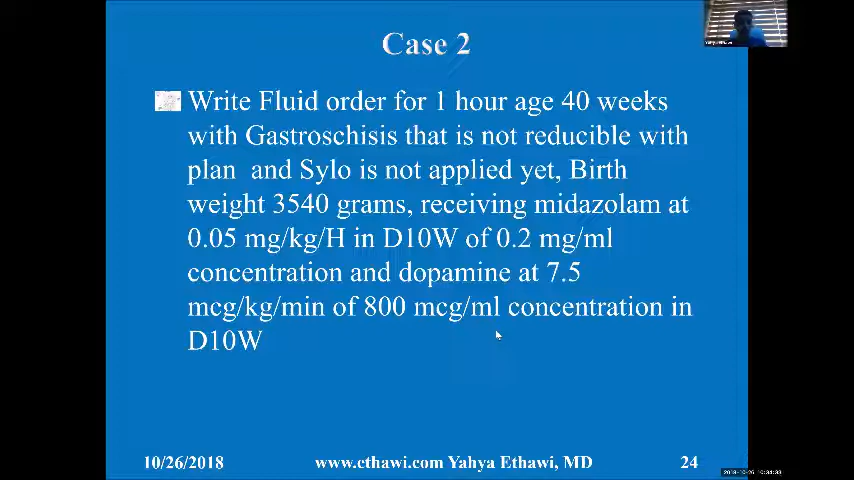 Case 2
Write Fluid order for 1 hour age 40 weeks
with Gastroschisis that is not reducible with
plan and Sylo is not applied yet, Birth
weight 3540 grams, receiving midazolam at
0.05 mg/kg/H in D10W of 0.2 mg/ml
concentration and dopamine at 7.5
mcg/kg/min of 800 mcg/ml concentration in
D10W
10/26/2018
www.cthawi.com Yahya Ethawi, MD
24